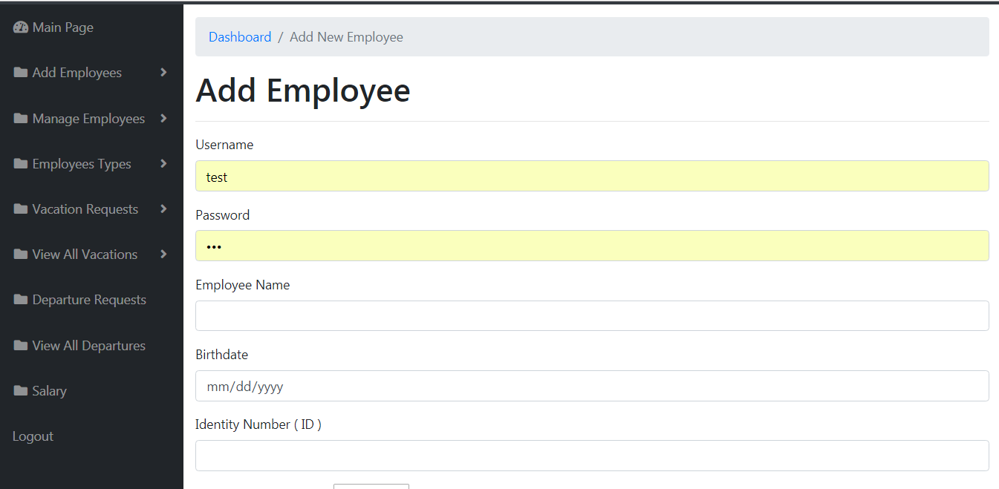 Main Page
Add Employees
Manage Employees
Employees Types
Vacation Requests
View All Vacations
Departure Requests
View All Departures
Salary
Logout
Dashboard / Add New Employee
Add Employee
Username
test
Password
•••
Employee Name
Birthdate
mm/dd/yyyy
Identity Number ( ID )